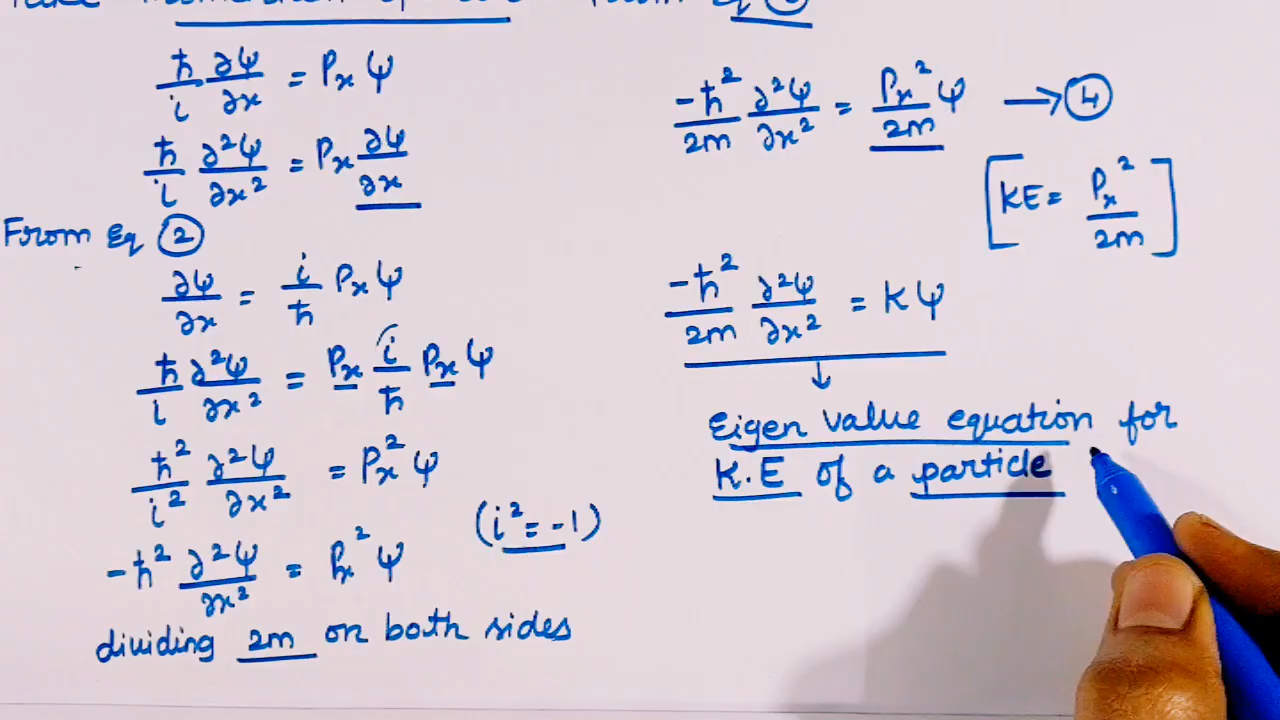 ħ/i ∂ψ/∂x = Px ψ
ħ/i ∂²ψ/∂x² = Px ∂ψ/∂x
From Eq ②
∂ψ/∂x = i/ħ Px ψ
ħ/i ∂²ψ/∂x² = Px i/ħ Px ψ
ħ²/i² ∂²ψ/∂x² = Px² ψ
(i² = -1)
-ħ² ∂²ψ/∂x² = Px² ψ
dividing 2m on both sides
-ħ²/2m ∂²ψ/∂x² = Px²/2m ψ → ④
[KE = Px²/2m]
-ħ²/2m ∂²ψ/∂x² = Kψ
↓
Eigen value equation for
K.E of a particle